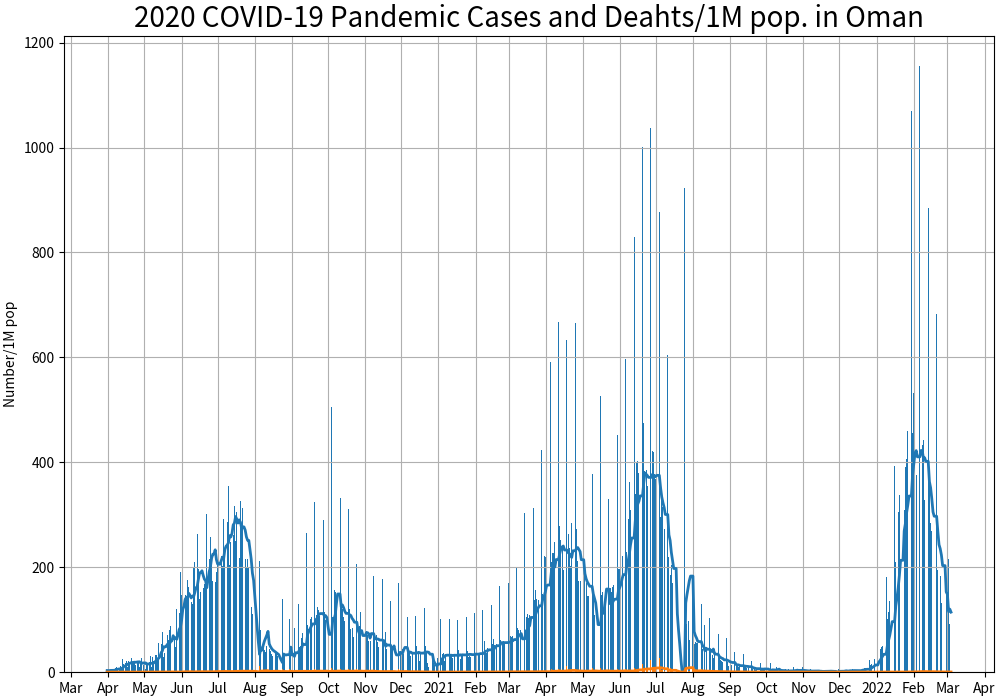 2020 COVID-19 Pandemic Cases and Deahts/1M pop. in Oman
Number/1M pop
1200
1000
800
600
400
200
0
Mar Apr May Jun Jul Aug Sep Oct Nov Dec 2021 Feb Mar Apr May Jun Jul Aug Sep Oct Nov Dec 2022 Feb Mar Apr